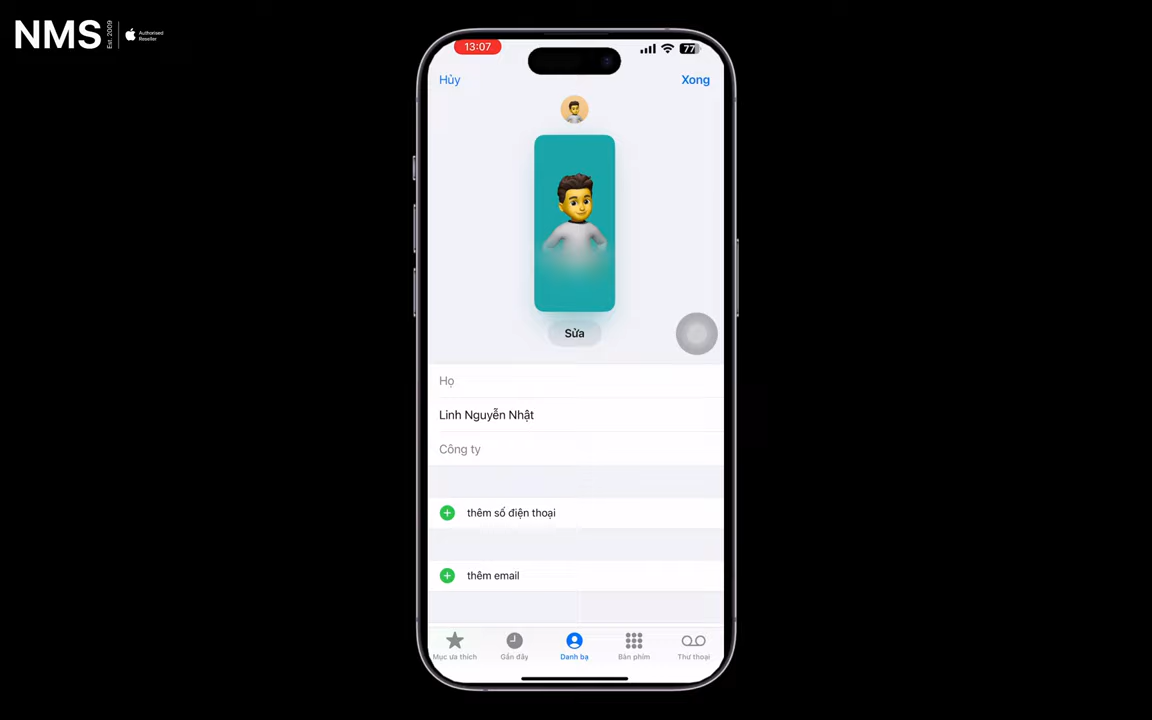 NMS
Est. 2009
Authorised
Reseller
13:07
77
Hủy
Xong
Sửa
Họ
Linh Nguyễn Nhật
Công ty
thêm số điện thoại
thêm email
Mục ưa thích
Gần đây
Danh bạ
Bàn phím
Thư thoại